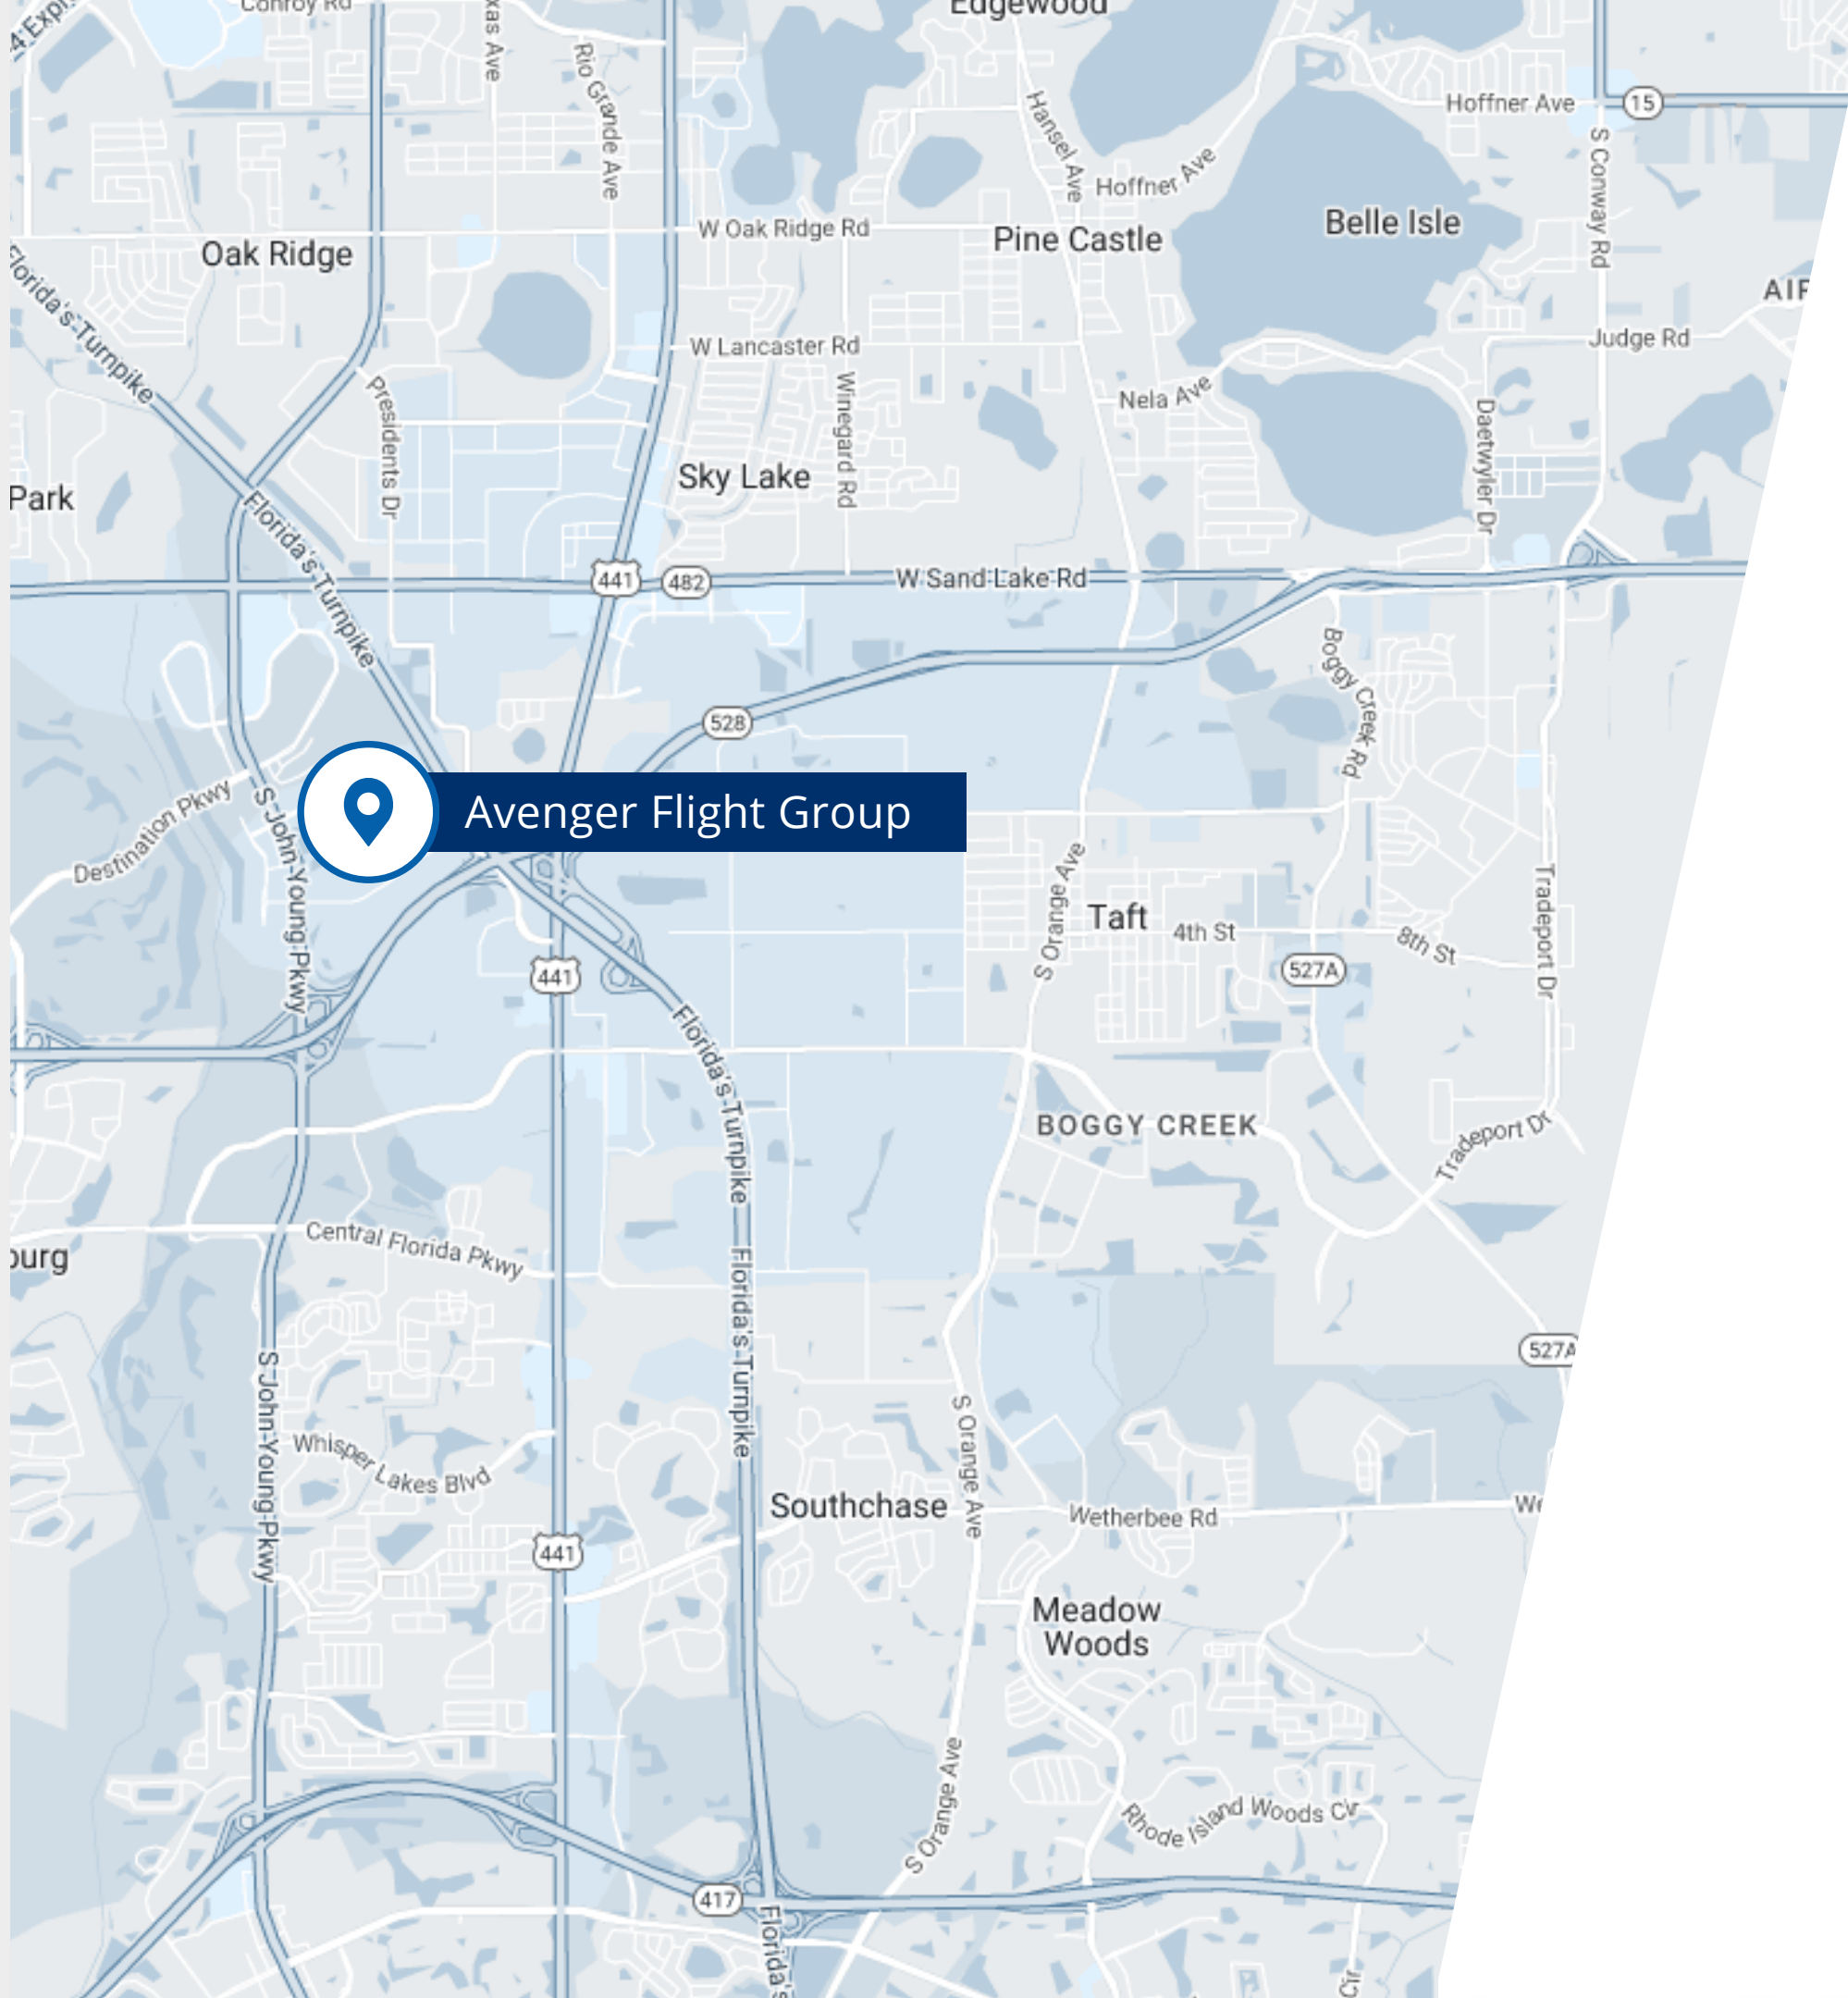 Conroy Rd
Edgewood
Rio Grande Ave
Hansel Ave
Hoffner Ave
15
Hoffner Ave
S Conway Rd
W Oak Ridge Rd
Pine Castle
Belle Isle
Oak Ridge
Florida's Turnpike
Judge Rd
W Lancaster Rd
Presidents Dr
Winegard Rd
Nela Ave
Daetwyler Dr
Sky Lake
Park
Florida's Turnpike
441
482
W Sand Lake Rd
Boggy Creek Rd
528
Avenger Flight Group
Destination Pkwy
S John Young Pkwy
S Orange Ave
Taft
4th St
8th St
Tradeport Dr
441
527A
Florida's Turnpike
BOGGY CREEK
Tradeport Dr
Central Florida Pkwy
Florida's Turnpike
527A
S John Young Pkwy
S Orange Ave
Whisper Lakes Blvd
Southchase
Wetherbee Rd
441
Meadow
Woods
S Orange Ave
Rhode Island Woods Cir
417
Florida's